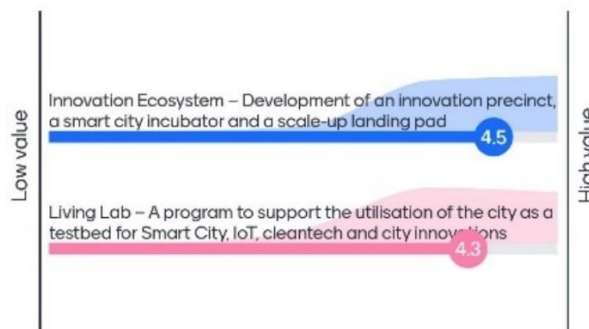 Low value
Innovation Ecosystem – Development of an innovation precinct,
a smart city incubator and a scale-up landing pad
4.5
Living Lab – A program to support the utilisation of the city as a
testbed for Smart City, IoT, cleantech and city innovations
4.3
High value